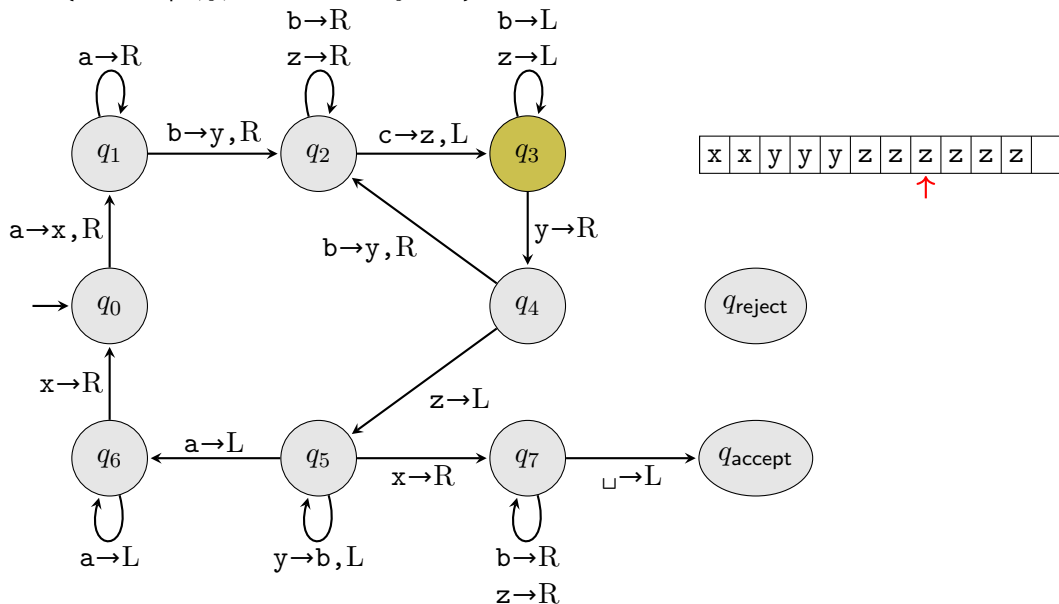 b→R
z→R
b→L
z→L
a→R
q1
b→y,R
q2
c→z,L
q3
x x y y y z z z z z z
↑
a→x,R
b→y,R
y→R
q0
q4
qreject
x→R
z→L
q6
a→L
q5
x→R
q7
␣→L
qaccept
a→L
y→b,L
b→R
z→R